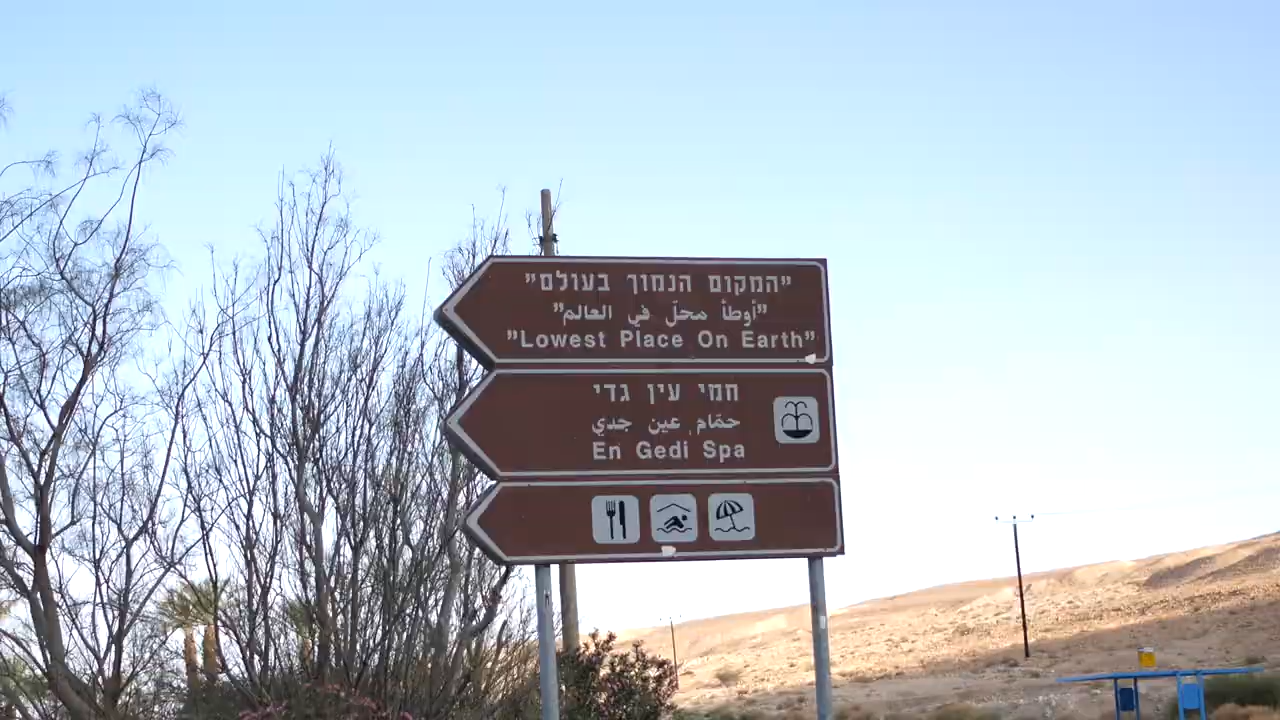 "המקום הנמוך בעולם"
"أوطأ محلّ في العالم"
"Lowest Place On Earth"
חמי עין גדי
حمّام عين جدي
En Gedi Spa